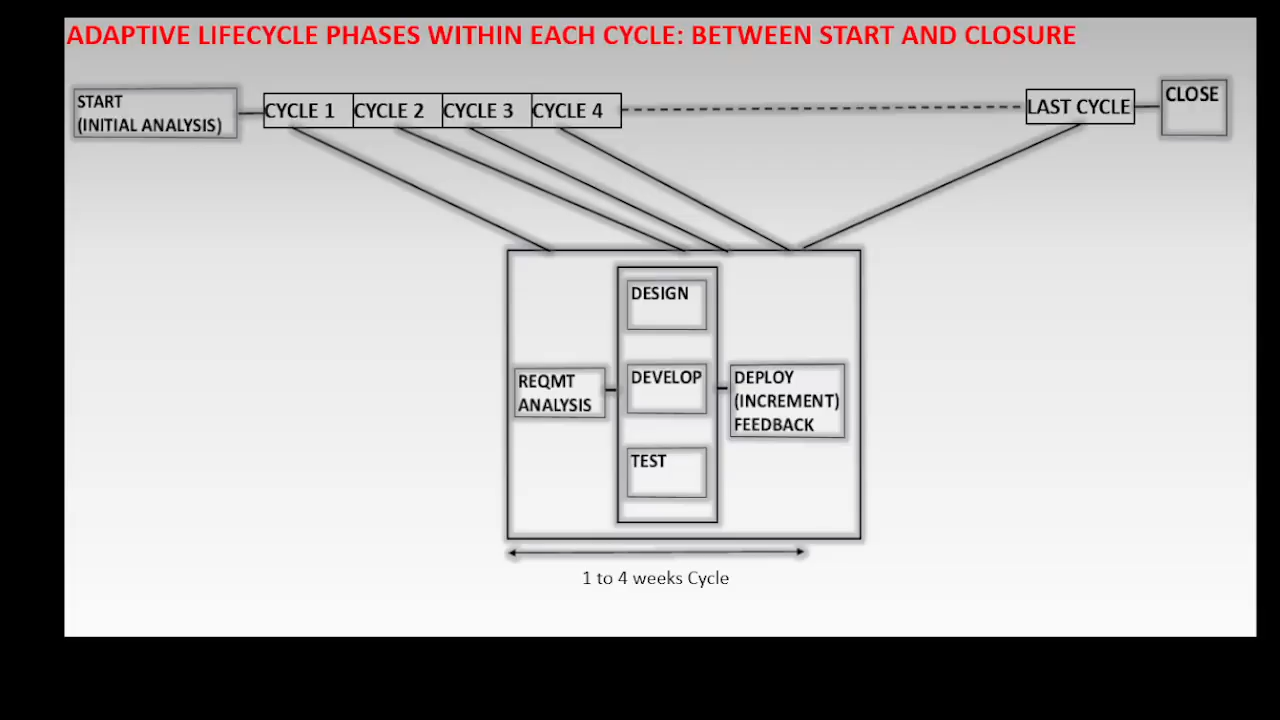 ADAPTIVE LIFECYCLE PHASES WITHIN EACH CYCLE: BETWEEN START AND CLOSURE
START
(INITIAL ANALYSIS)
CYCLE 1
CYCLE 2
CYCLE 3
CYCLE 4
LAST CYCLE
CLOSE
REQMT
ANALYSIS
DESIGN
DEVELOP
TEST
DEPLOY
(INCREMENT)
FEEDBACK
1 to 4 weeks Cycle